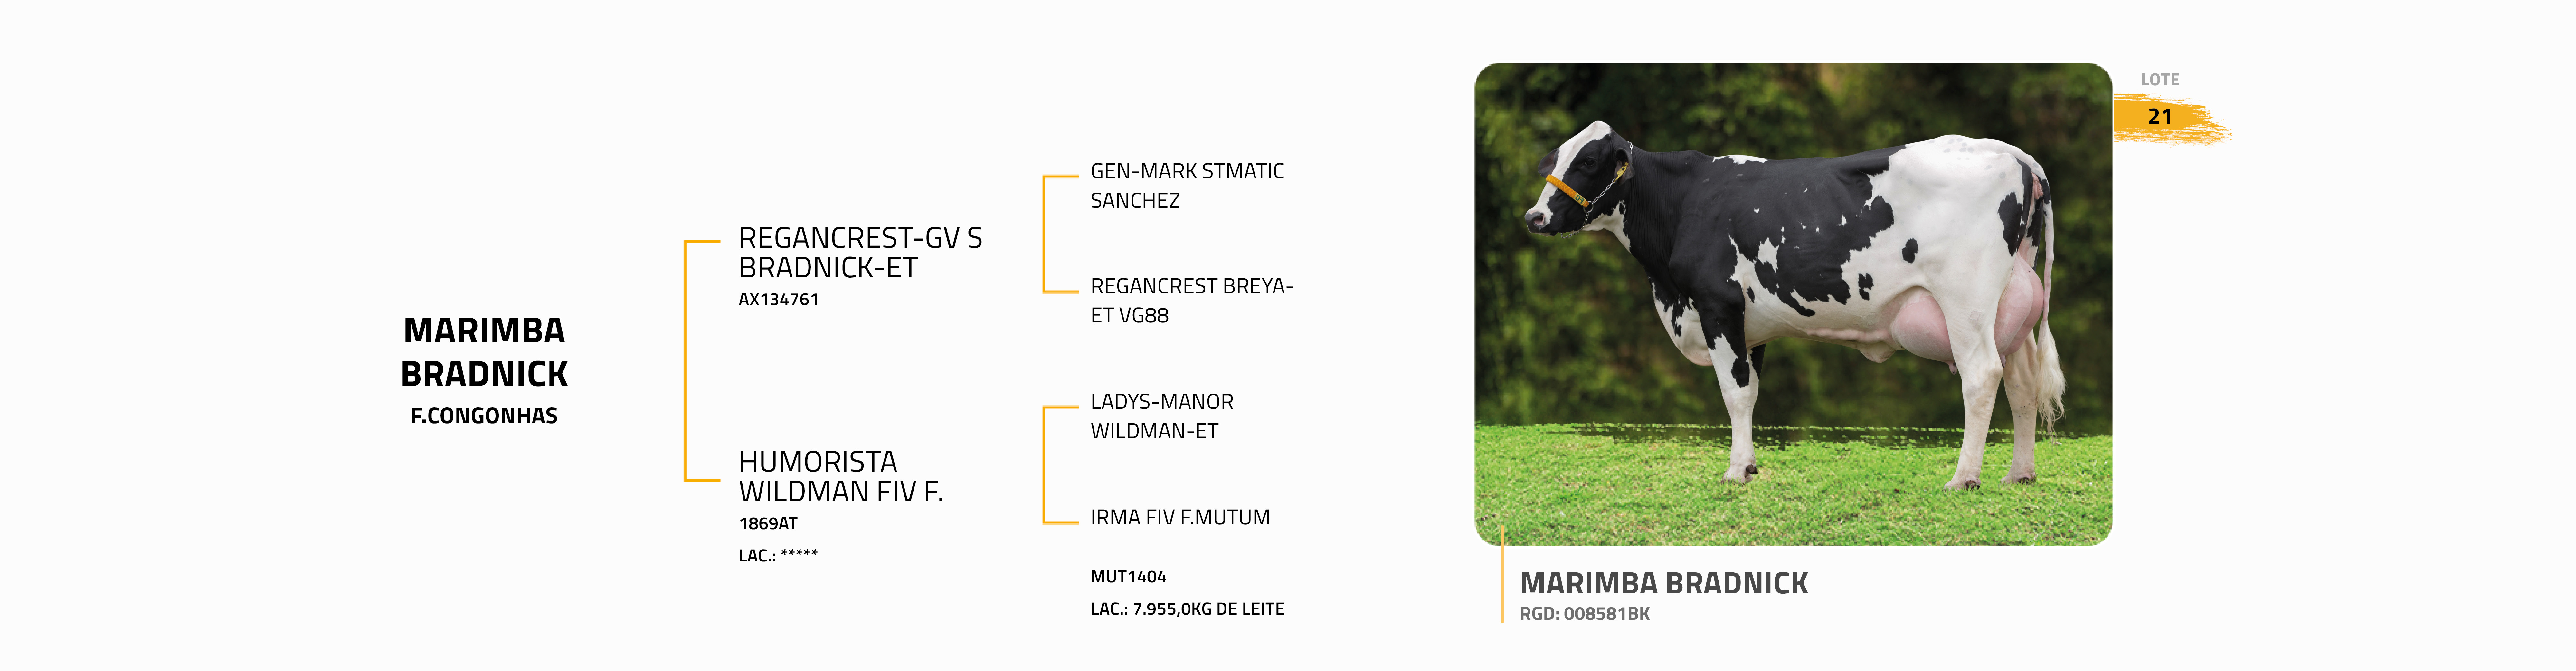 MARIMBA
BRADNICK
F.CONGONHAS
REGANCREST-GV S
BRADNICK-ET
AX134761
HUMORISTA
WILDMAN FIV F.
1869AT
LAC.: *****
GEN-MARK STMATIC
SANCHEZ
REGANCREST BREYA-
ET VG88
LADYS-MANOR
WILDMAN-ET
IRMA FIV F.MUTUM
MUT1404
LAC.: 7.955,0KG DE LEITE
LOTE
21
MARIMBA BRADNICK
RGD: 008581BK